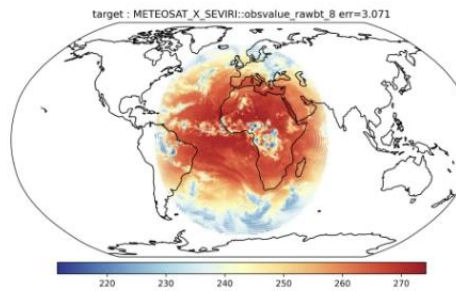 target : METEOSAT_X_SEVIRI::obsvalue_rawbt_8 err=3.071
220 230 240 250 260 270